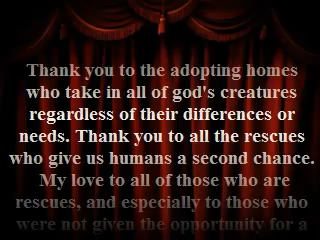 Thank you to the adopting homes
who take in all of god's creatures
regardless of their differences or
needs. Thank you to all the rescues
who give us humans a second chance.
My love to all of those who are
rescues, and especially to those who
were not given the opportunity for a